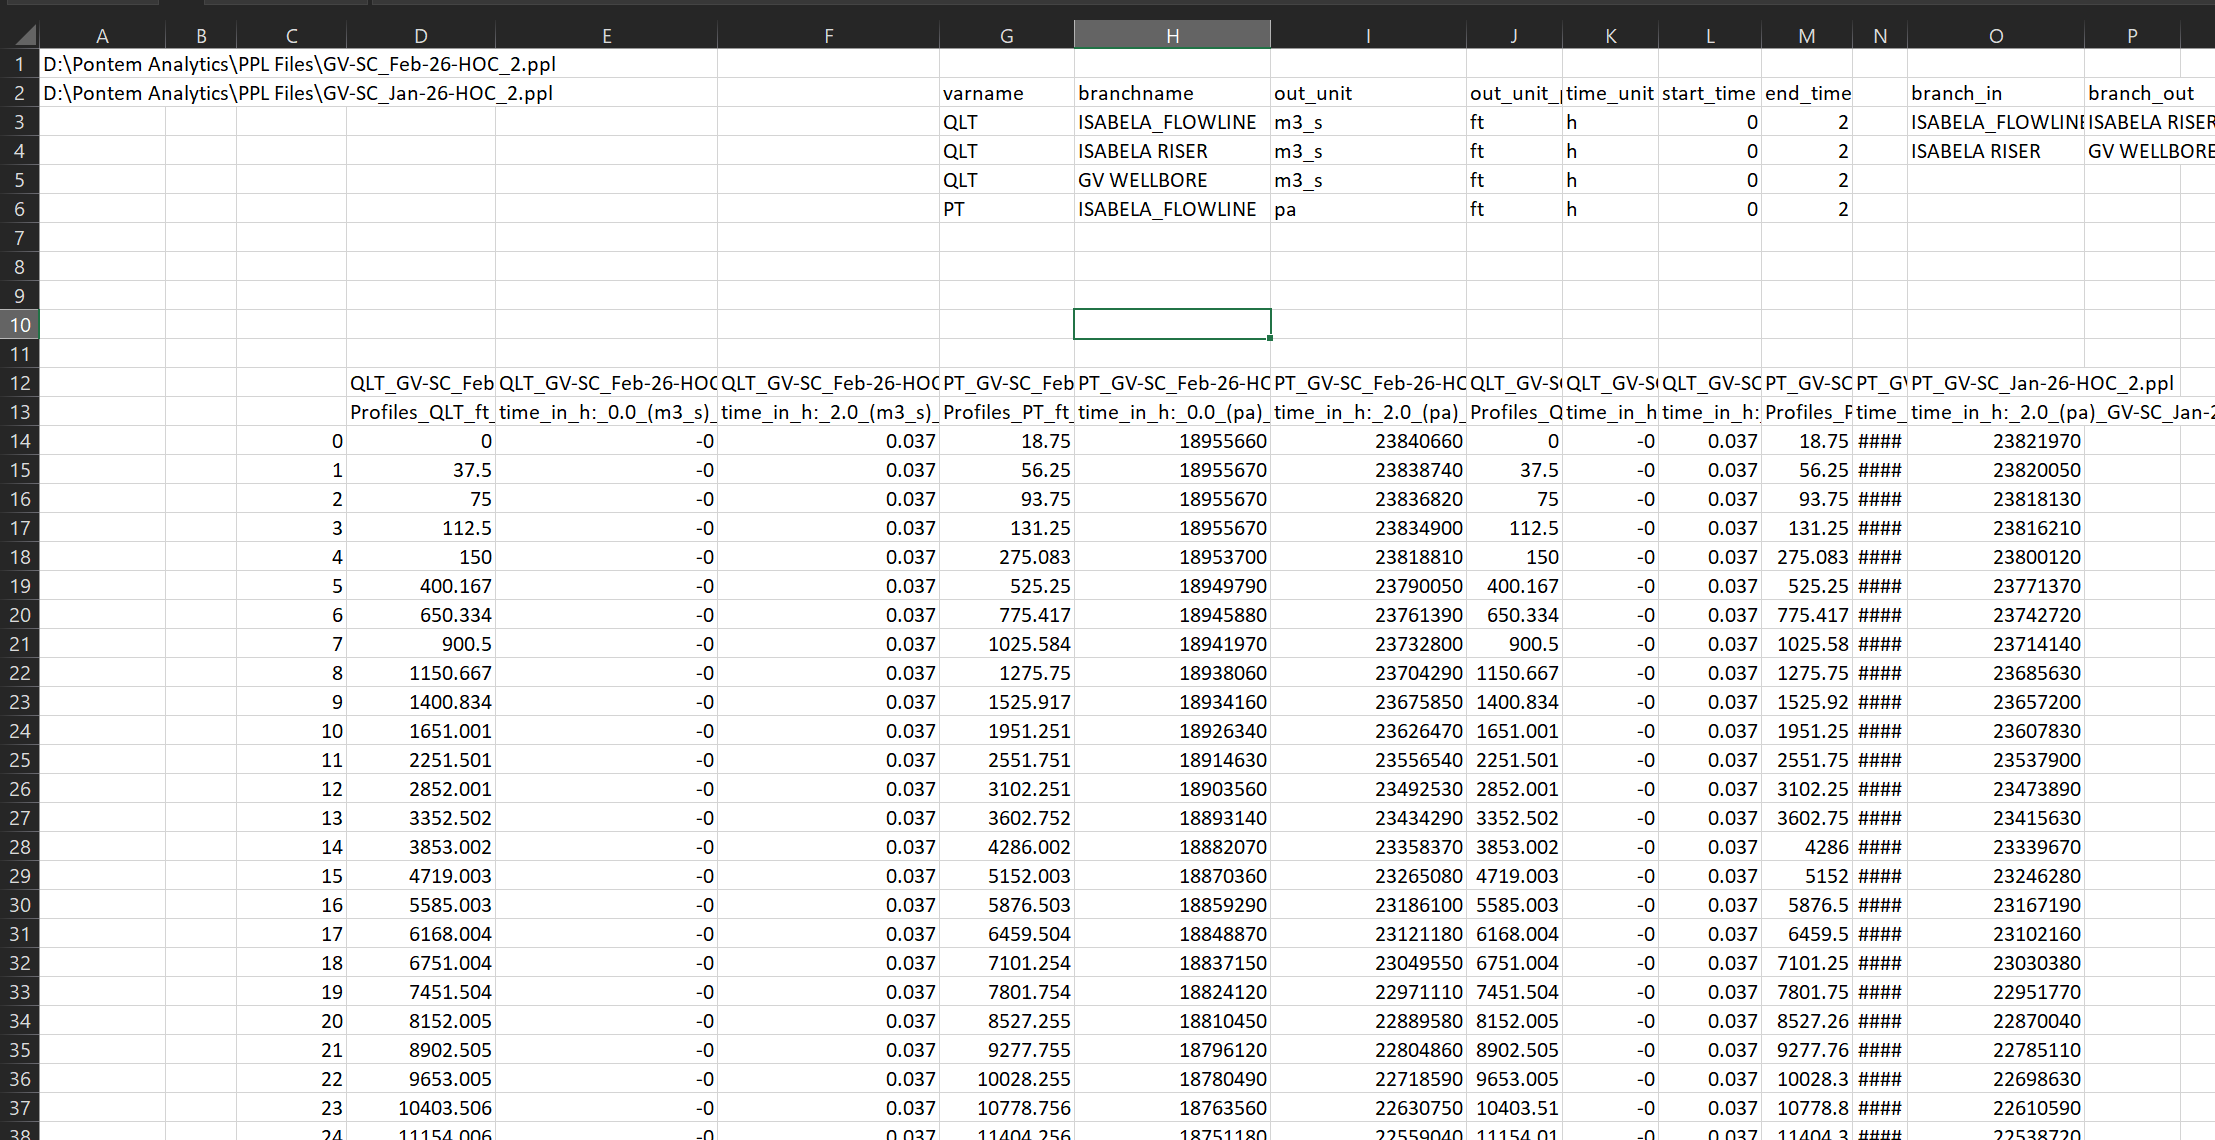 A B C D E F G H I J K L M N O P
1 D:\Pontem Analytics\PPL Files\GV-SC_Feb-26-HOC_2.ppl
2 D:\Pontem Analytics\PPL Files\GV-SC_Jan-26-HOC_2.ppl varname branchname out_unit out_unit_ time_unit start_time end_time branch_in branch_out
3 QLT ISABELA_FLOWLINE m3_s ft h 0 2 ISABELA_FLOWLINE ISABELA RISER
4 QLT ISABELA RISER m3_s ft h 0 2 ISABELA RISER GV WELLBORE
5 QLT GV WELLBORE m3_s ft h 0 2
6 PT ISABELA_FLOWLINE pa ft h 0 2
7
8
9
10
11
12 QLT_GV-SC_Feb QLT_GV-SC_Feb-26-HOC QLT_GV-SC_Feb-26-HOC PT_GV-SC_Feb PT_GV-SC_Feb-26-HC PT_GV-SC_Feb-26-HC QLT_GV-S QLT_GV-S QLT_GV-SC PT_GV-SC PT_GV PT_GV-SC_Jan-26-HOC_2.ppl
13 Profiles_QLT_ft_ time_in_h:_0.0_(m3_s)_ time_in_h:_2.0_(m3_s)_ Profiles_PT_ft_ time_in_h:_0.0_(pa)_ time_in_h:_2.0_(pa)_ Profiles_Q time_in_h time_in_h: Profiles_P time_ time_in_h:_2.0_(pa)_GV-SC_Jan-2
14 0 0 -0 0.037 18.75 18955660 23840660 0 -0 0.037 18.75 #### 23821970
15 1 37.5 -0 0.037 56.25 18955670 23838740 37.5 -0 0.037 56.25 #### 23820050
16 2 75 -0 0.037 93.75 18955670 23836820 75 -0 0.037 93.75 #### 23818130
17 3 112.5 -0 0.037 131.25 18955670 23834900 112.5 -0 0.037 131.25 #### 23816210
18 4 150 -0 0.037 275.083 18953700 23818810 150 -0 0.037 275.083 #### 23800120
19 5 400.167 -0 0.037 525.25 18949790 23790050 400.167 -0 0.037 525.25 #### 23771370
20 6 650.334 -0 0.037 775.417 18945880 23761390 650.334 -0 0.037 775.417 #### 23742720
21 7 900.5 -0 0.037 1025.584 18941970 23732800 900.5 -0 0.037 1025.58 #### 23714140
22 8 1150.667 -0 0.037 1275.75 18938060 23704290 1150.667 -0 0.037 1275.75 #### 23685630
23 9 1400.834 -0 0.037 1525.917 18934160 23675850 1400.834 -0 0.037 1525.92 #### 23657200
24 10 1651.001 -0 0.037 1951.251 18926340 23626470 1651.001 -0 0.037 1951.25 #### 23607830
25 11 2251.501 -0 0.037 2551.751 18914630 23556540 2251.501 -0 0.037 2551.75 #### 23537900
26 12 2852.001 -0 0.037 3102.251 18903560 23492530 2852.001 -0 0.037 3102.25 #### 23473890
27 13 3352.502 -0 0.037 3602.752 18893140 23434290 3352.502 -0 0.037 3602.75 #### 23415630
28 14 3853.002 -0 0.037 4286.002 18882070 23358370 3853.002 -0 0.037 4286 #### 23339670
29 15 4719.003 -0 0.037 5152.003 18870360 23265080 4719.003 -0 0.037 5152 #### 23246280
30 16 5585.003 -0 0.037 5876.503 18859290 23186100 5585.003 -0 0.037 5876.5 #### 23167190
31 17 6168.004 -0 0.037 6459.504 18848870 23121180 6168.004 -0 0.037 6459.5 #### 23102160
32 18 6751.004 -0 0.037 7101.254 18837150 23049550 6751.004 -0 0.037 7101.25 #### 23030380
33 19 7451.504 -0 0.037 7801.754 18824120 22971110 7451.504 -0 0.037 7801.75 #### 22951770
34 20 8152.005 -0 0.037 8527.255 18810450 22889580 8152.005 -0 0.037 8527.26 #### 22870040
35 21 8902.505 -0 0.037 9277.755 18796120 22804860 8902.505 -0 0.037 9277.76 #### 22785110
36 22 9653.005 -0 0.037 10028.255 18780490 22718590 9653.005 -0 0.037 10028.3 #### 22698630
37 23 10403.506 -0 0.037 10778.756 18763560 22630750 10403.51 -0 0.037 10778.8 #### 22610590
38 24 11154.006 -0 0.037 11404.256 18751180 22559040 11154.01 -0 0.037 11404.3 #### 22538720